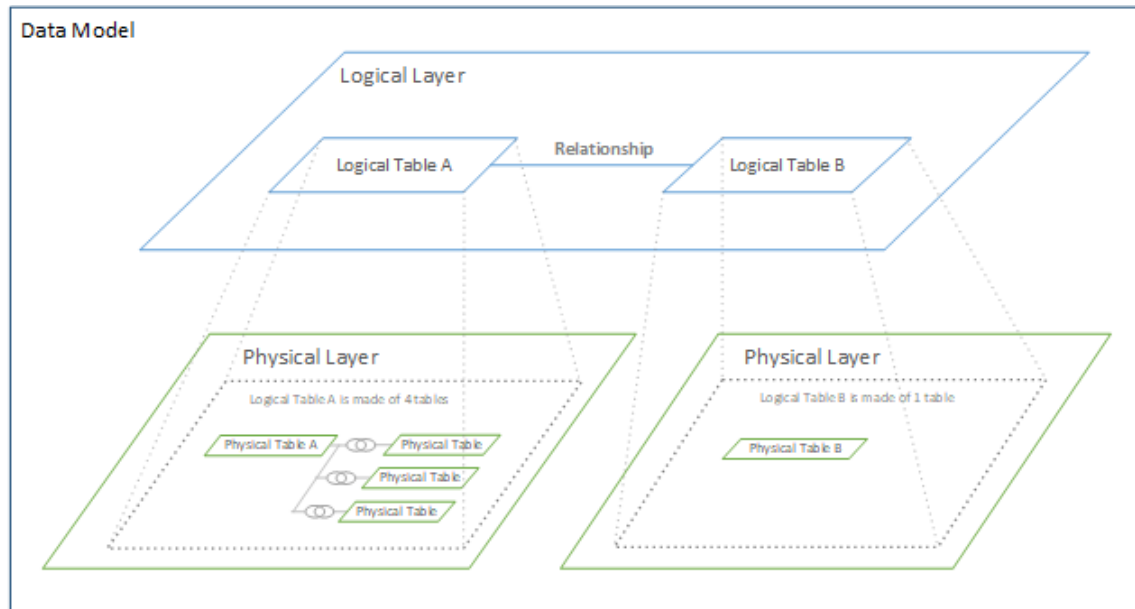 Data Model
Logical Layer
Logical Table A
Relationship
Logical Table B
Physical Layer
Logical Table A is made of 4 tables
Physical Table A
Physical Table
Physical Table
Physical Table
Physical Layer
Logical Table B is made of 1 table
Physical Table B